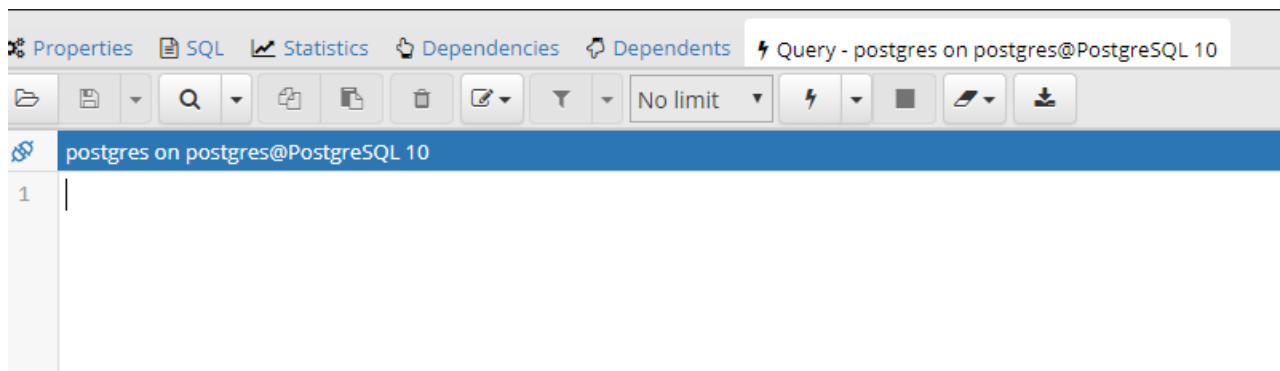 Properties SQL Statistics Dependencies Dependents Query - postgres on postgres@PostgreSQL 10
No limit
postgres on postgres@PostgreSQL 10
1